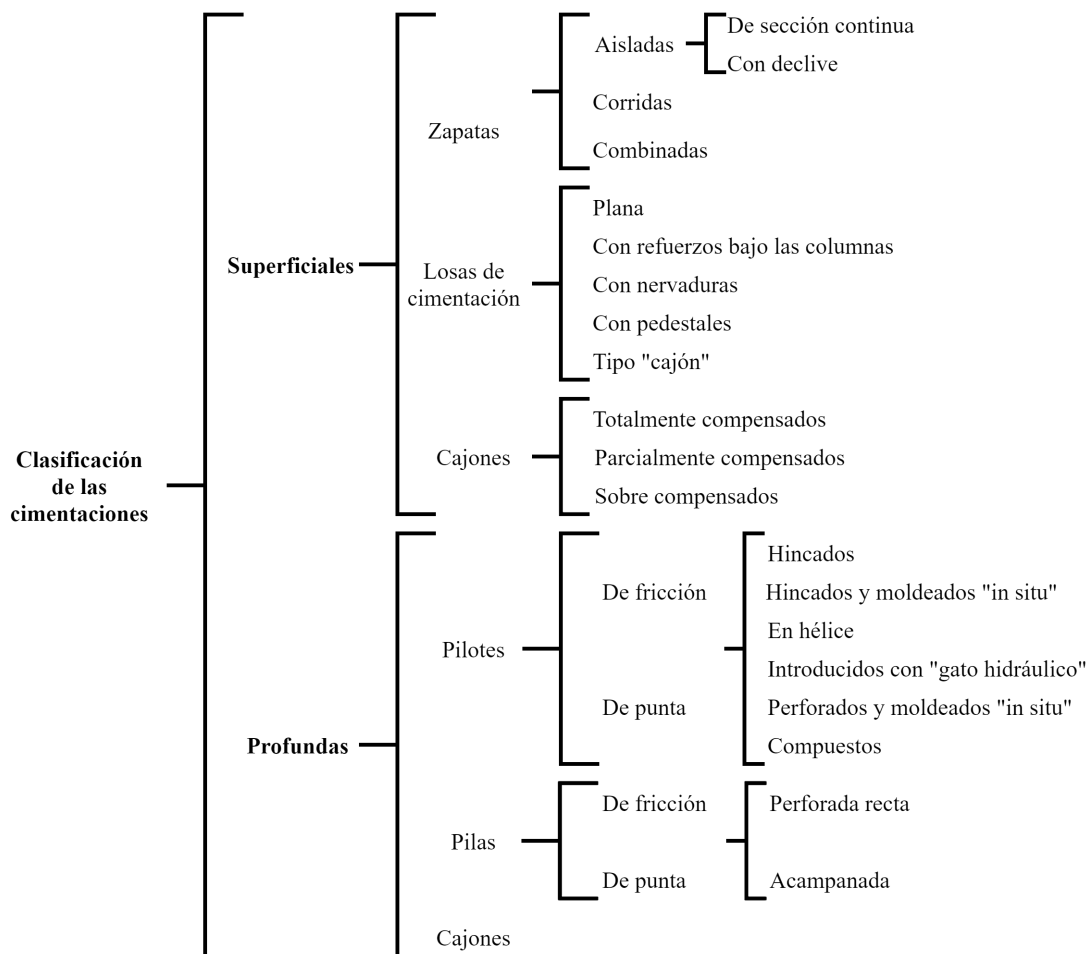 Clasificación
de las
cimentaciones
Superficiales
Zapatas
Aisladas
De sección continua
Con declive
Corridas
Combinadas
Losas de
cimentación
Plana
Con refuerzos bajo las columnas
Con nervaduras
Con pedestales
Tipo "cajón"
Cajones
Totalmente compensados
Parcialmente compensados
Sobre compensados
Profundas
Pilotes
De fricción
De punta
Hincados
Hincados y moldeados "in situ"
En hélice
Introducidos con "gato hidráulico"
Perforados y moldeados "in situ"
Compuestos
Pilas
De fricción
De punta
Perforada recta
Acampanada
Cajones